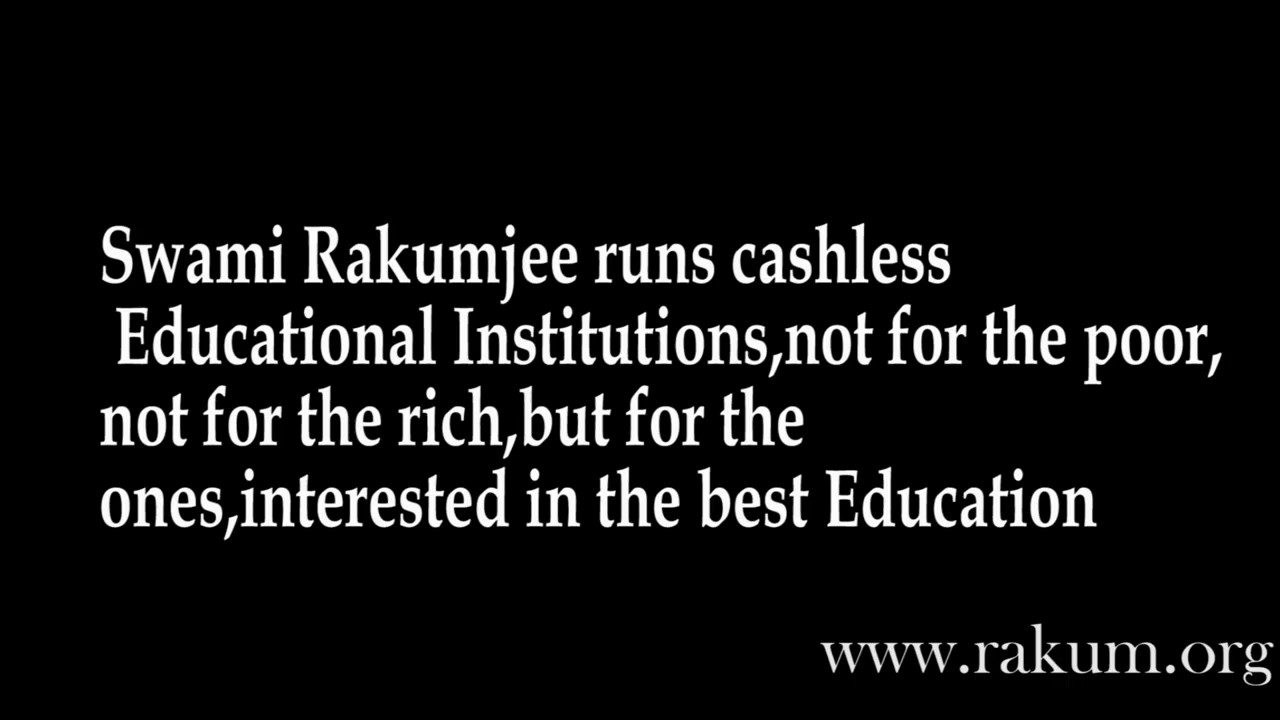 Swami Rakumjee runs cashless
Educational Institutions,not for the poor,
not for the rich,but for the
ones,interested in the best Education
www.rakum.org